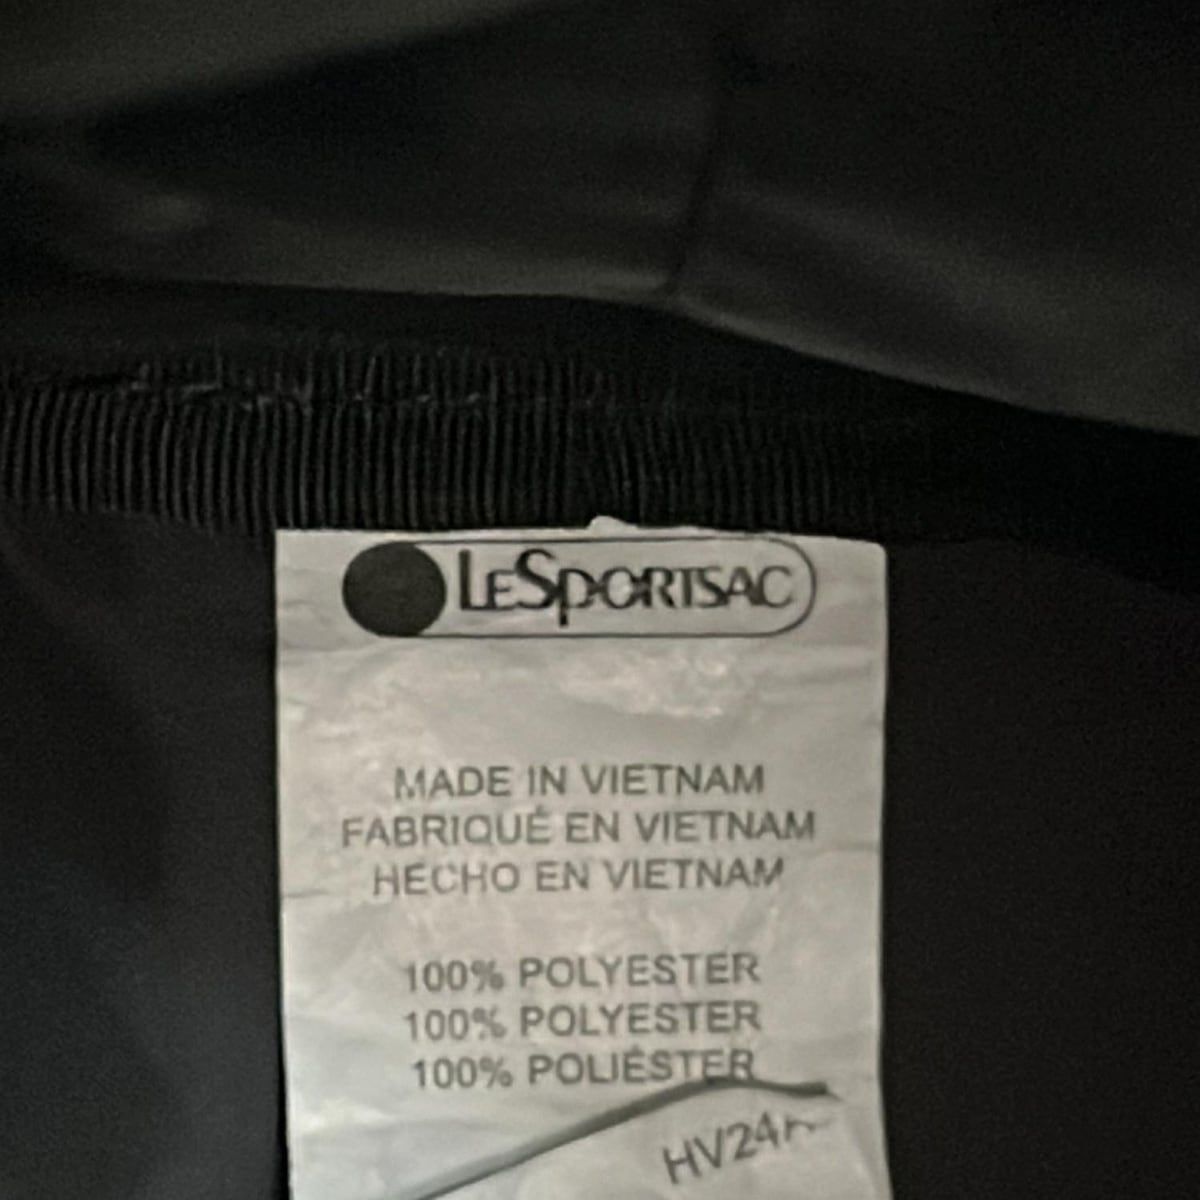 LESPORTSAC
MADE IN VIETNAM
FABRIQUÉ EN VIETNAM
HECHO EN VIETNAM
100% POLYESTER
100% POLYESTER
100% POLIÉSTER